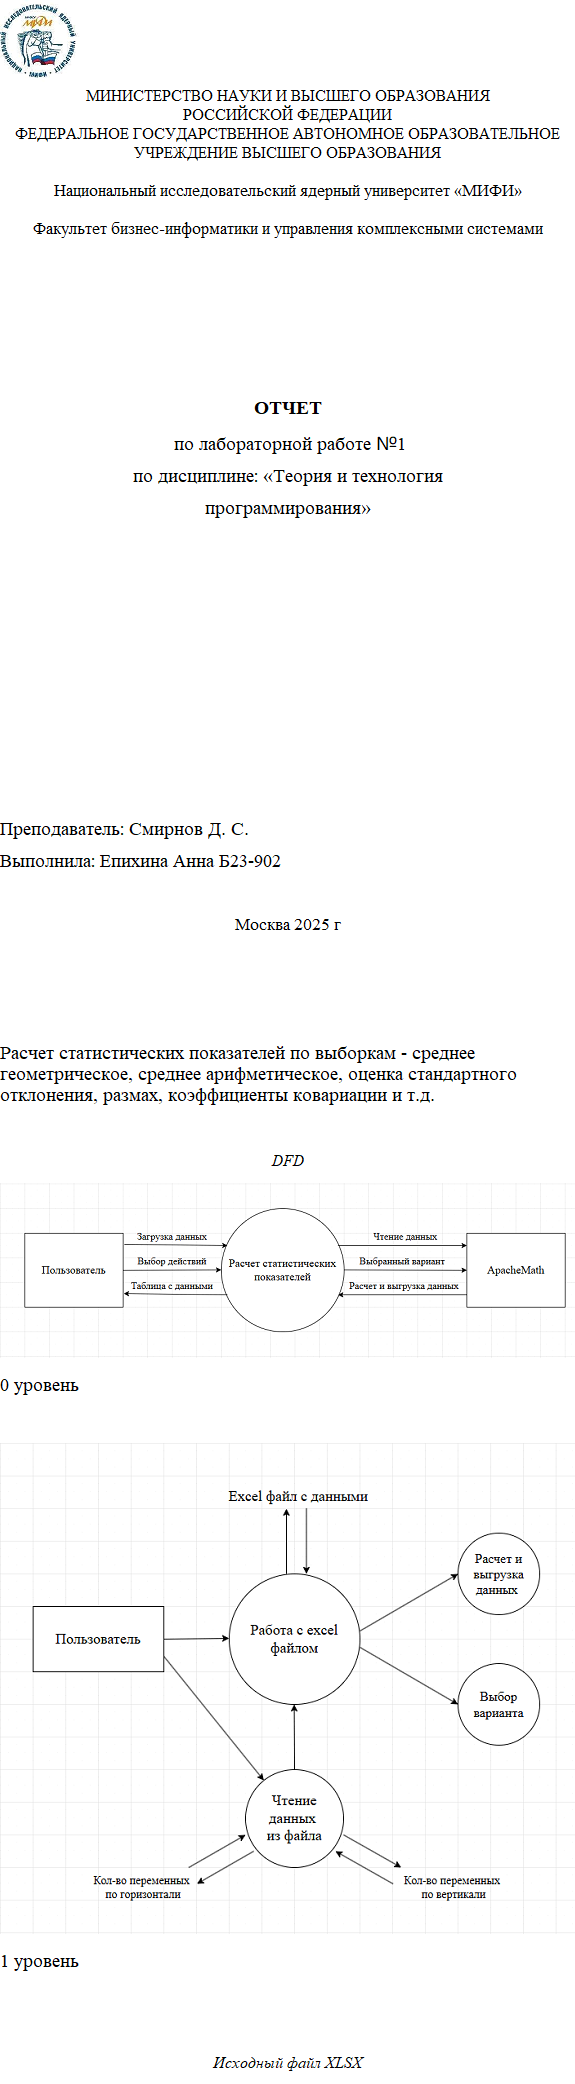 МИНИСТЕРСТВО НАУКИ И ВЫСШЕГО ОБРАЗОВАНИЯ
РОССИЙСКОЙ ФЕДЕРАЦИИ
ФЕДЕРАЛЬНОЕ ГОСУДАРСТВЕННОЕ АВТОНОМНОЕ ОБРАЗОВАТЕЛЬНОЕ
УЧРЕЖДЕНИЕ ВЫСШЕГО ОБРАЗОВАНИЯ
Национальный исследовательский ядерный университет «МИФИ»
Факультет бизнес-информатики и управления комплексными системами
ОТЧЕТ
по лабораторной работе №1
по дисциплине: «Теория и технология
программирования»
Преподаватель: Смирнов Д. С.
Выполнила: Епихина Анна Б23-902
Москва 2025 г
Расчет статистических показателей по выборкам - среднее
геометрическое, среднее арифметическое, оценка стандартного
отклонения, размах, коэффициенты ковариации и т.д.
DFD
Пользователь
Загрузка данных
Выбор действий
Таблица с данными
Расчет статистических
показателей
Чтение данных
Выбранный вариант
Расчет и выгрузка данных
ApacheMath
0 уровень
Excel файл с данными
Расчет и
выгрузка
данных
Пользователь
Работа с excel
файлом
Выбор
варианта
Чтение
данных
из файла
Кол-во переменных
по горизонтали
Кол-во переменных
по вертикали
1 уровень
Исходный файл XLSX